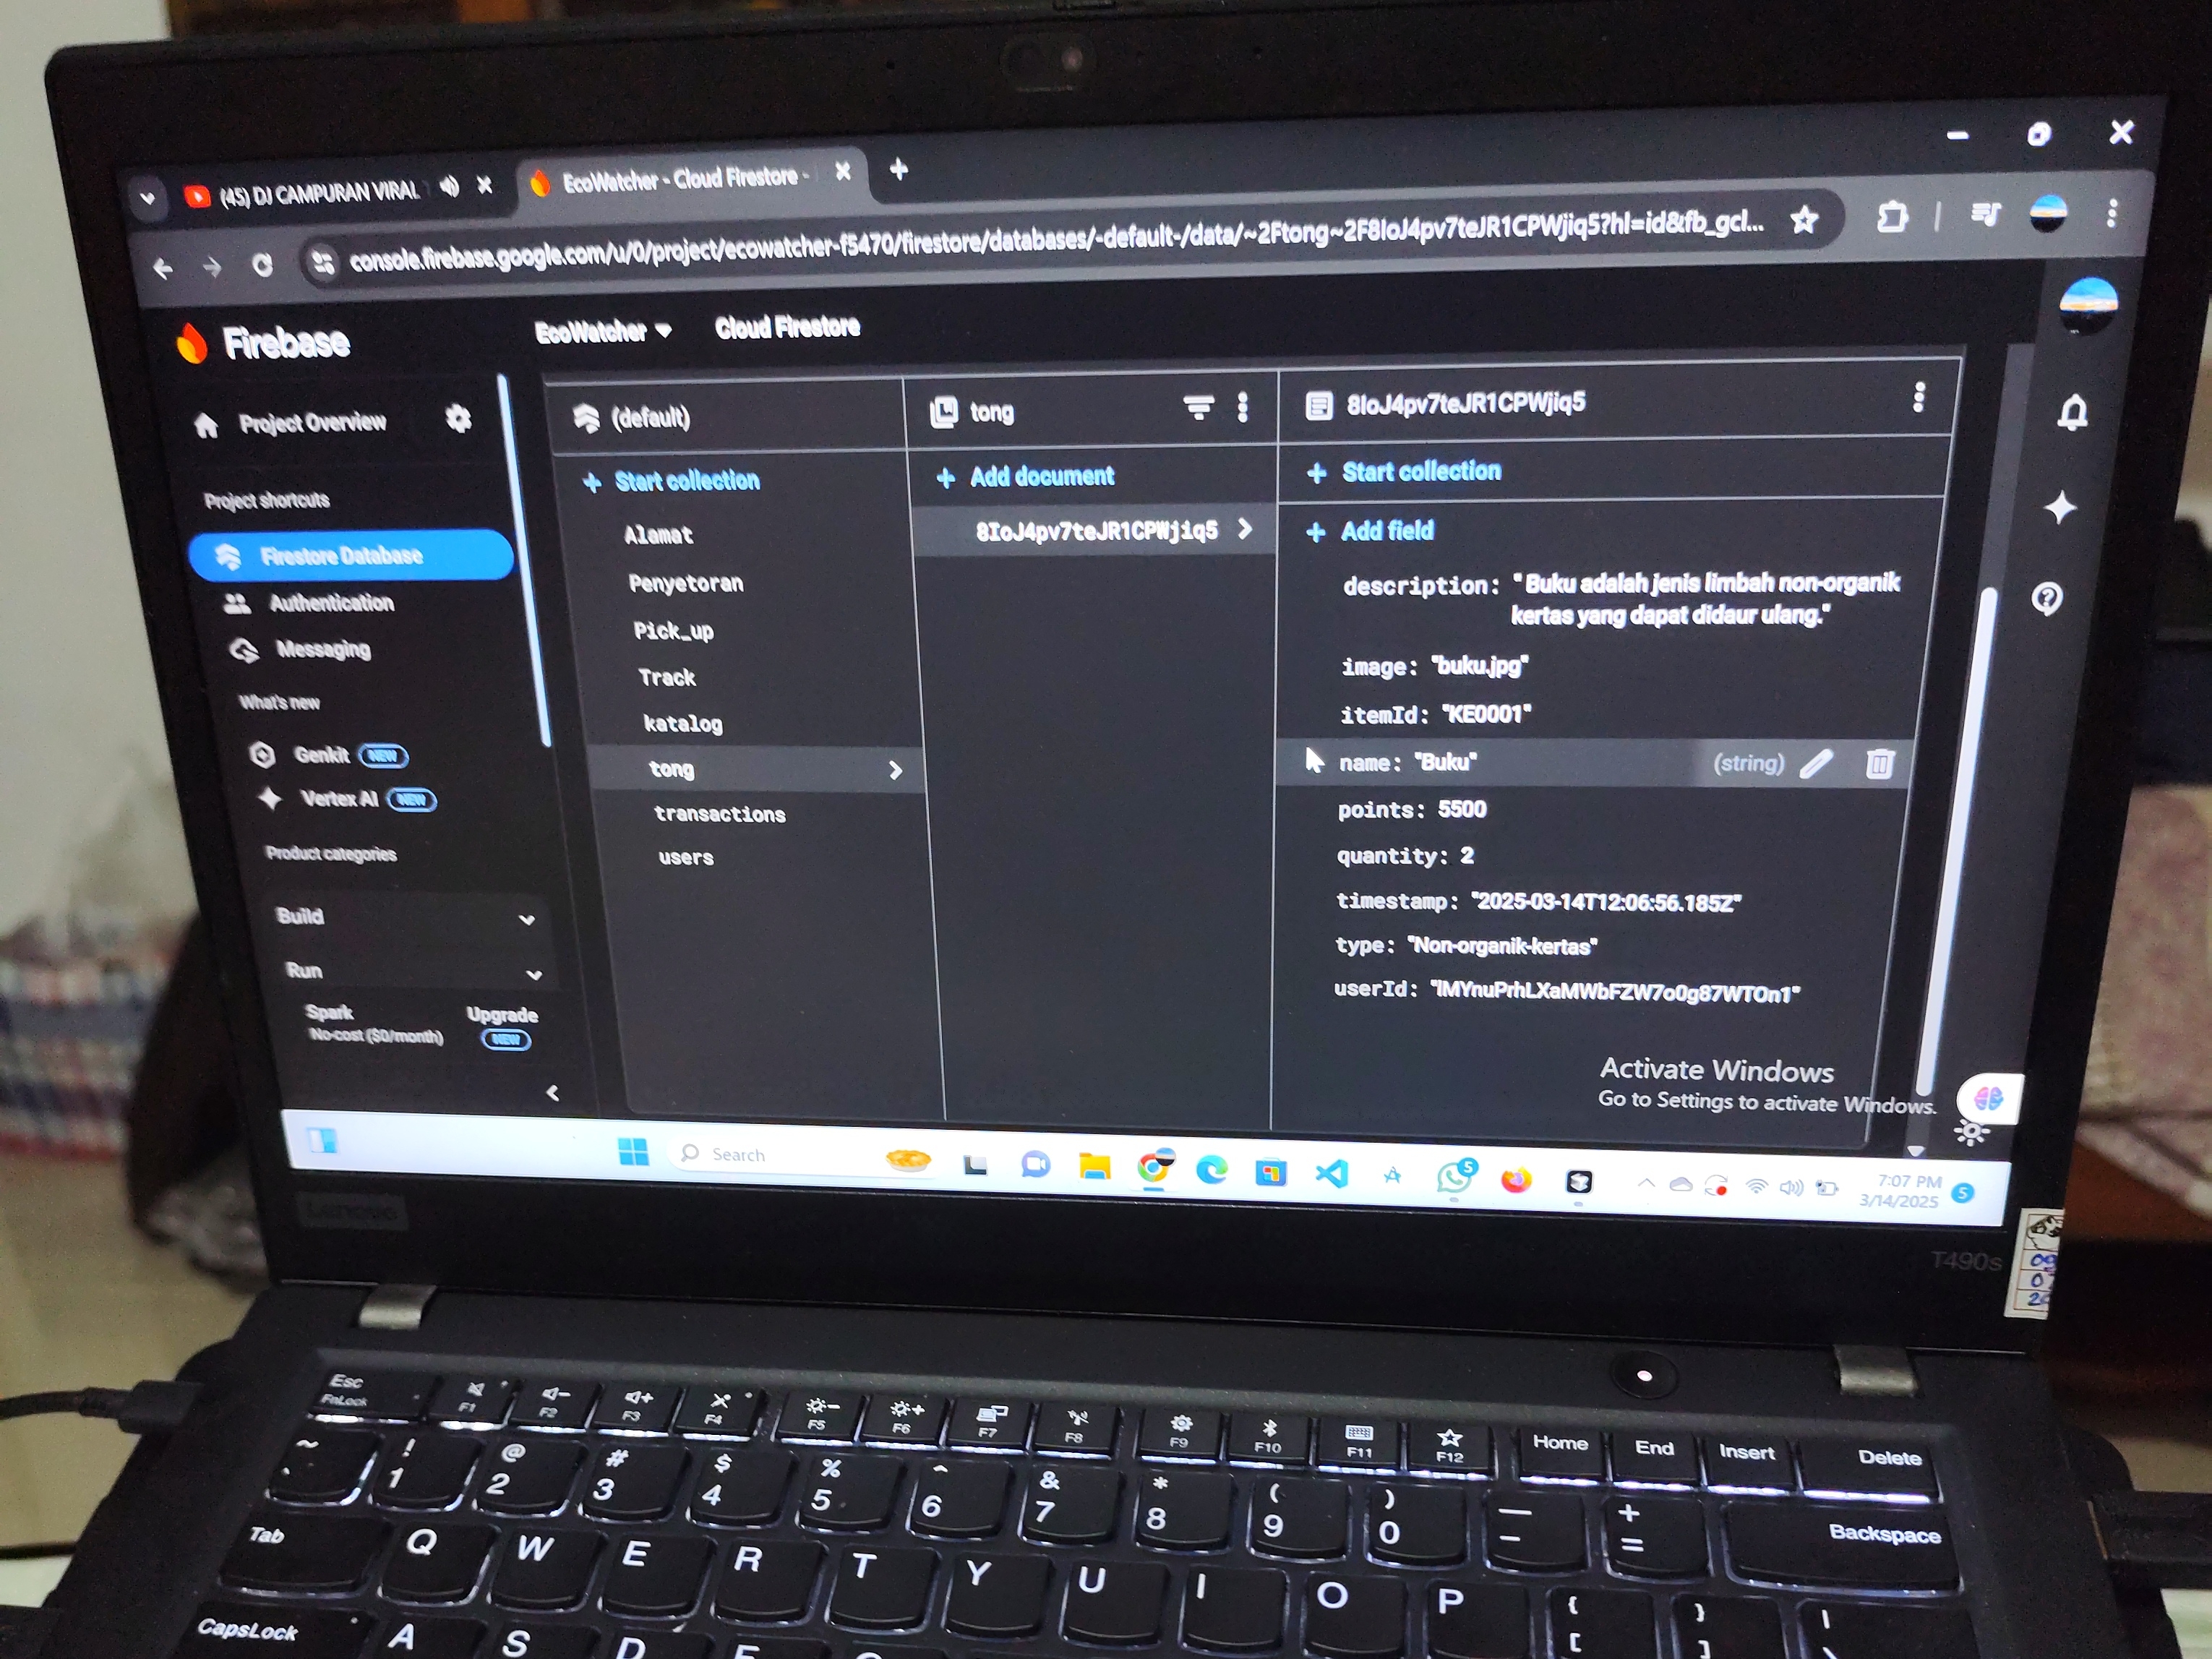 (45) DJ CAMPURAN VIRAL
EcoWatcher - Cloud Firestore -
console.firebase.google.com/u/0/project/ecowatcher-f5470/firestore/databases/-default-/data/~2Ftong~2F8IoJ4pv7teJR1CPWjiq5?hl=id&fb_gcl...
Firebase
EcoWatcher
Cloud Firestore
Project Overview
Project shortcuts
Firestore Database
Authentication
Messaging
What's new
Genkit NEW
Vertex AI NEW
Product categories
Build
Run
Spark
No-cost ($0/month)
Upgrade
NEW
(default)
+ Start collection
Alamat
Penyetoran
Pick_up
Track
katalog
tong
transactions
users
tong
+ Add document
8IoJ4pv7teJR1CPWjiq5
8IoJ4pv7teJR1CPWjiq5
+ Start collection
+ Add field
description: " Buku adalah jenis limbah non-organik
kertas yang dapat didaur ulang."
image: "buku.jpg"
itemId: "KE0001"
name: "Buku" (string)
points: 5500
quantity: 2
timestamp: "2025-03-14T12:06:56.185Z"
type: "Non-organik-kertas"
userId: "lMYnuPrhLXaMWbFZW7o0g87WTOn1"
Activate Windows
Go to Settings to activate Windows.
Search
5
7:07 PM
3/14/2025
5
Lenovo
T490s
Esc
FnLock
F1
F2
F3
F4
F5
F6
F7
F8
F9
F10
F11
F12
Home
End
Insert
Delete
~ `
! 1
@ 2
# 3
$ 4
% 5
^ 6
& 7
* 8
( 9
) 0
_ -
+ =
Backspace
Tab
Q W E R T Y U I O P
{ [
} ]
|
CapsLock
A S D